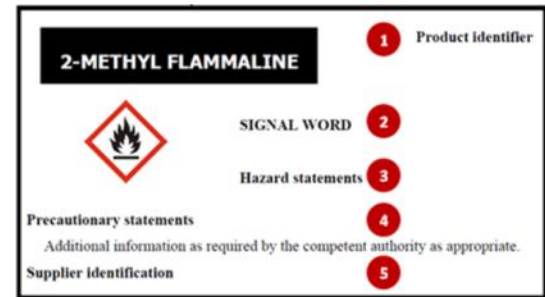 2-METHYL FLAMMALINE 1 Product identifier
SIGNAL WORD 2
Hazard statements 3
Precautionary statements 4
Additional information as required by the competent authority as appropriate.
Supplier identification 5